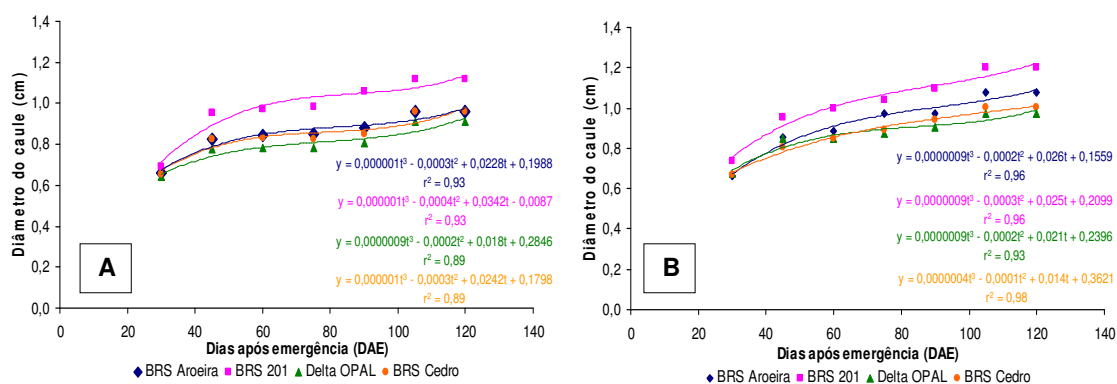 1,4
1,2
1,0
0,8
0,6
0,4
0,2
0,0
Diâmetro do caule (cm)
y = 0,000001t³ - 0,0003t² + 0,0228t + 0,1988
r² = 0,93
y = 0,000001t³ - 0,0004t² + 0,0342t - 0,0087
r² = 0,93
y = 0,0000009t³ - 0,0002t² + 0,018t + 0,2846
r² = 0,89
y = 0,000001t³ - 0,0003t² + 0,0242t + 0,1798
r² = 0,89
A
0 20 40 60 80 100 120 140
Dias após emergência (DAE)
BRS Aroeira BRS 201 Delta OPAL BRS Cedro
1,4
1,2
1,0
0,8
0,6
0,4
0,2
0,0
Diâmetro do caule (cm)
y = 0,0000009t³ - 0,0002t² + 0,026t + 0,1559
r² = 0,96
y = 0,0000009t³ - 0,0003t² + 0,025t + 0,2099
r² = 0,96
y = 0,0000009t³ - 0,0002t² + 0,021t + 0,2396
r² = 0,93
y = 0,0000004t³ - 0,0001t² + 0,014t + 0,3621
r² = 0,98
B
0 20 40 60 80 100 120 140
Dias após emergência (DAE)
BRS Aroeira BRS 201 Delta OPAL BRS Cedro